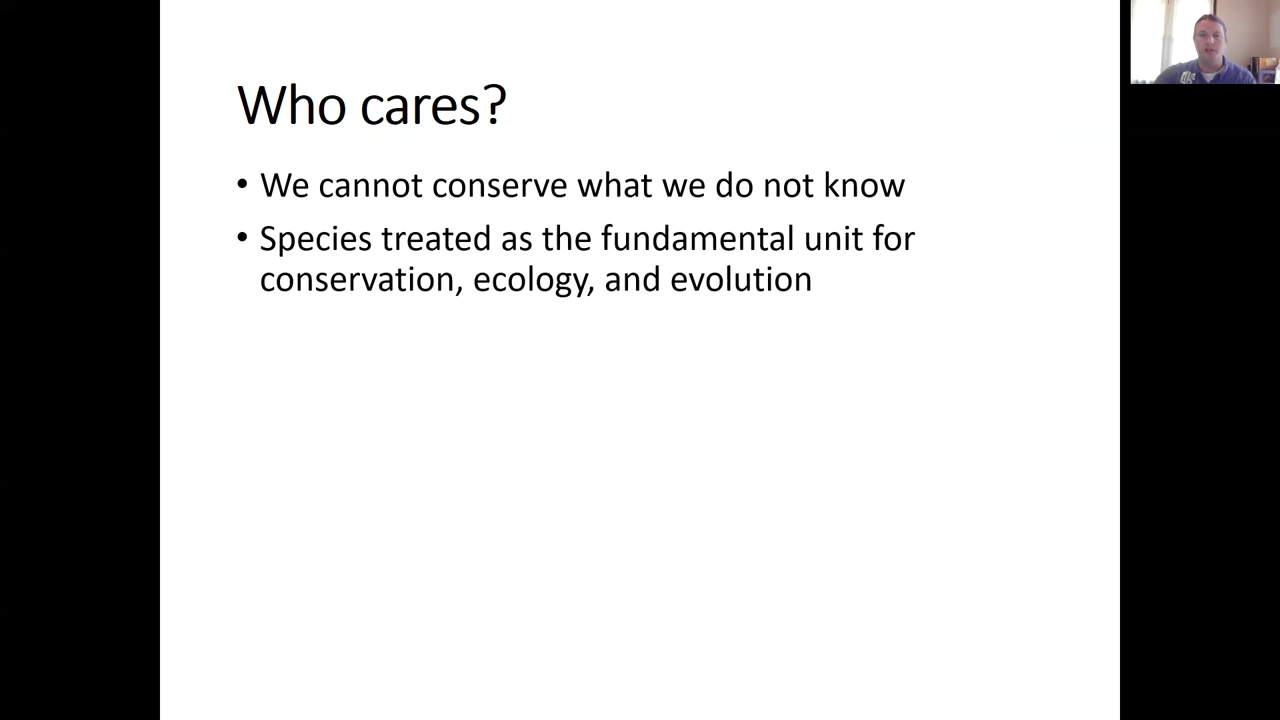 Who cares?
• We cannot conserve what we do not know
• Species treated as the fundamental unit for
conservation, ecology, and evolution